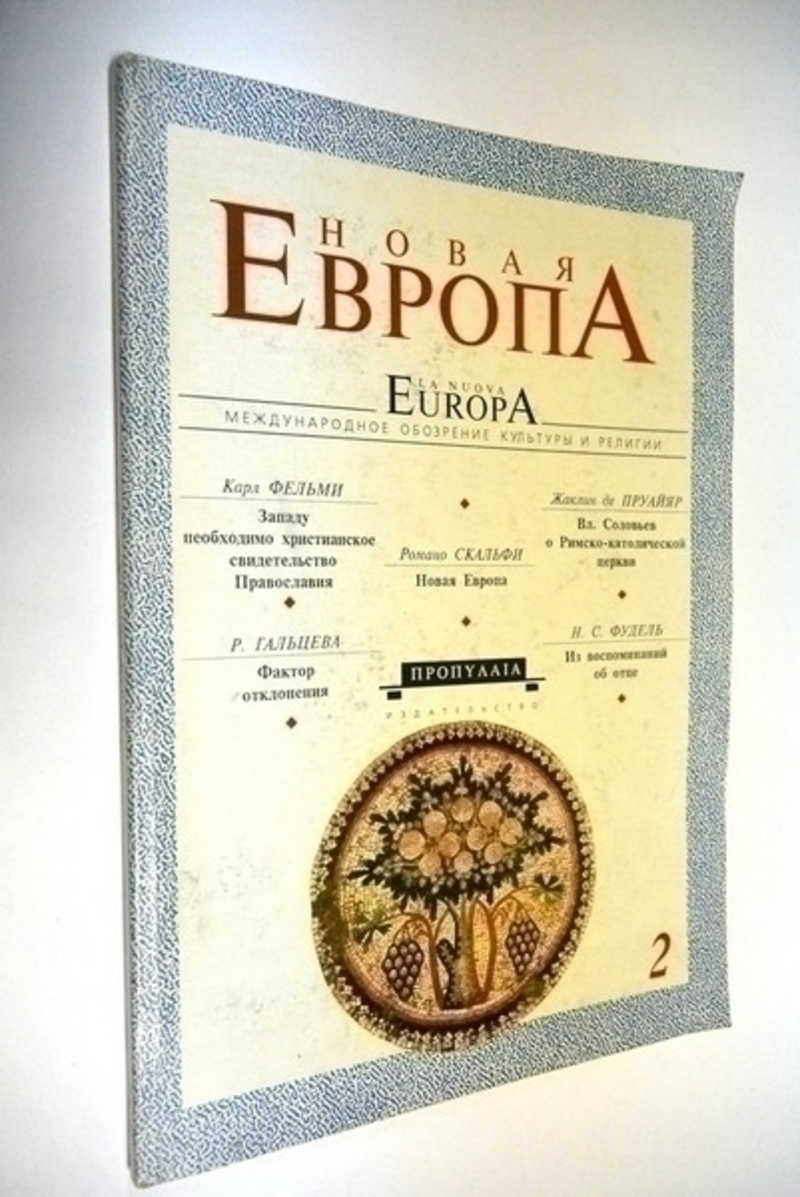 НОВАЯ
ЕВРОПА
LA NUOVA
EUROPA
МЕЖДУНАРОДНОЕ ОБОЗРЕНИЕ КУЛЬТУРЫ И РЕЛИГИИ
Карл ФЕЛЬМИ
Западу
необходимо христианское
свидетельство
Православия
Романо СКАЛЬФИ
Новая Европа
Жаклин де ПРУАЙЯР
Вл. Соловьев
о Римско-католической
церкви
Р. ГАЛЬЦЕВА
Фактор
отклонения
Н. С. ФУДЕЛЬ
Из воспоминаний
об отце
ΠΡΟΠΥΛΑΙΑ
ИЗДАТЕЛЬСТВО
2